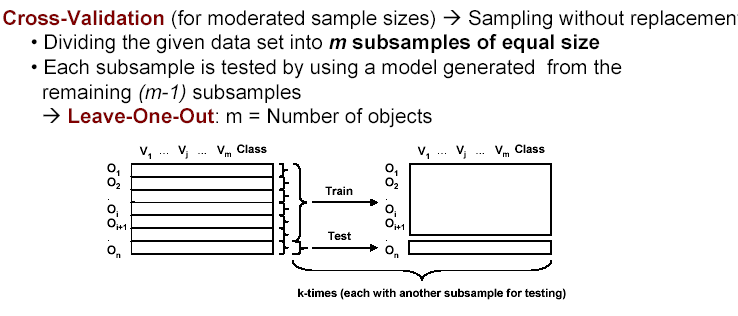 Cross-Validation (for moderated sample sizes) → Sampling without replacemen
• Dividing the given data set into m subsamples of equal size
• Each subsample is tested by using a model generated from the
remaining (m-1) subsamples
→ Leave-One-Out: m = Number of objects
V1 ... Vj ... Vm Class
O1
O2
.
Oi
Oi+1
.
On
Train
Test
V1 ... Vj ... Vm Class
O1
O2
.
Oi
Oi+1
.
On
k-times (each with another subsample for testing)